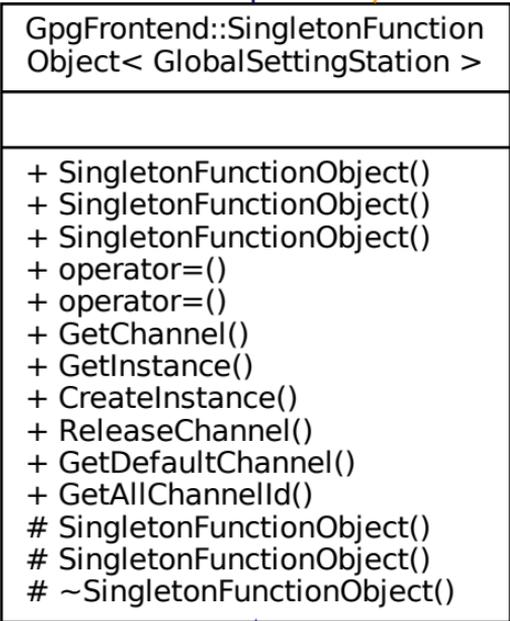 GpgFrontend::SingletonFunction
Object< GlobalSettingStation >
+ SingletonFunctionObject()
+ SingletonFunctionObject()
+ SingletonFunctionObject()
+ operator=()
+ operator=()
+ GetChannel()
+ GetInstance()
+ CreateInstance()
+ ReleaseChannel()
+ GetDefaultChannel()
+ GetAllChannelId()
# SingletonFunctionObject()
# SingletonFunctionObject()
# ~SingletonFunctionObject()